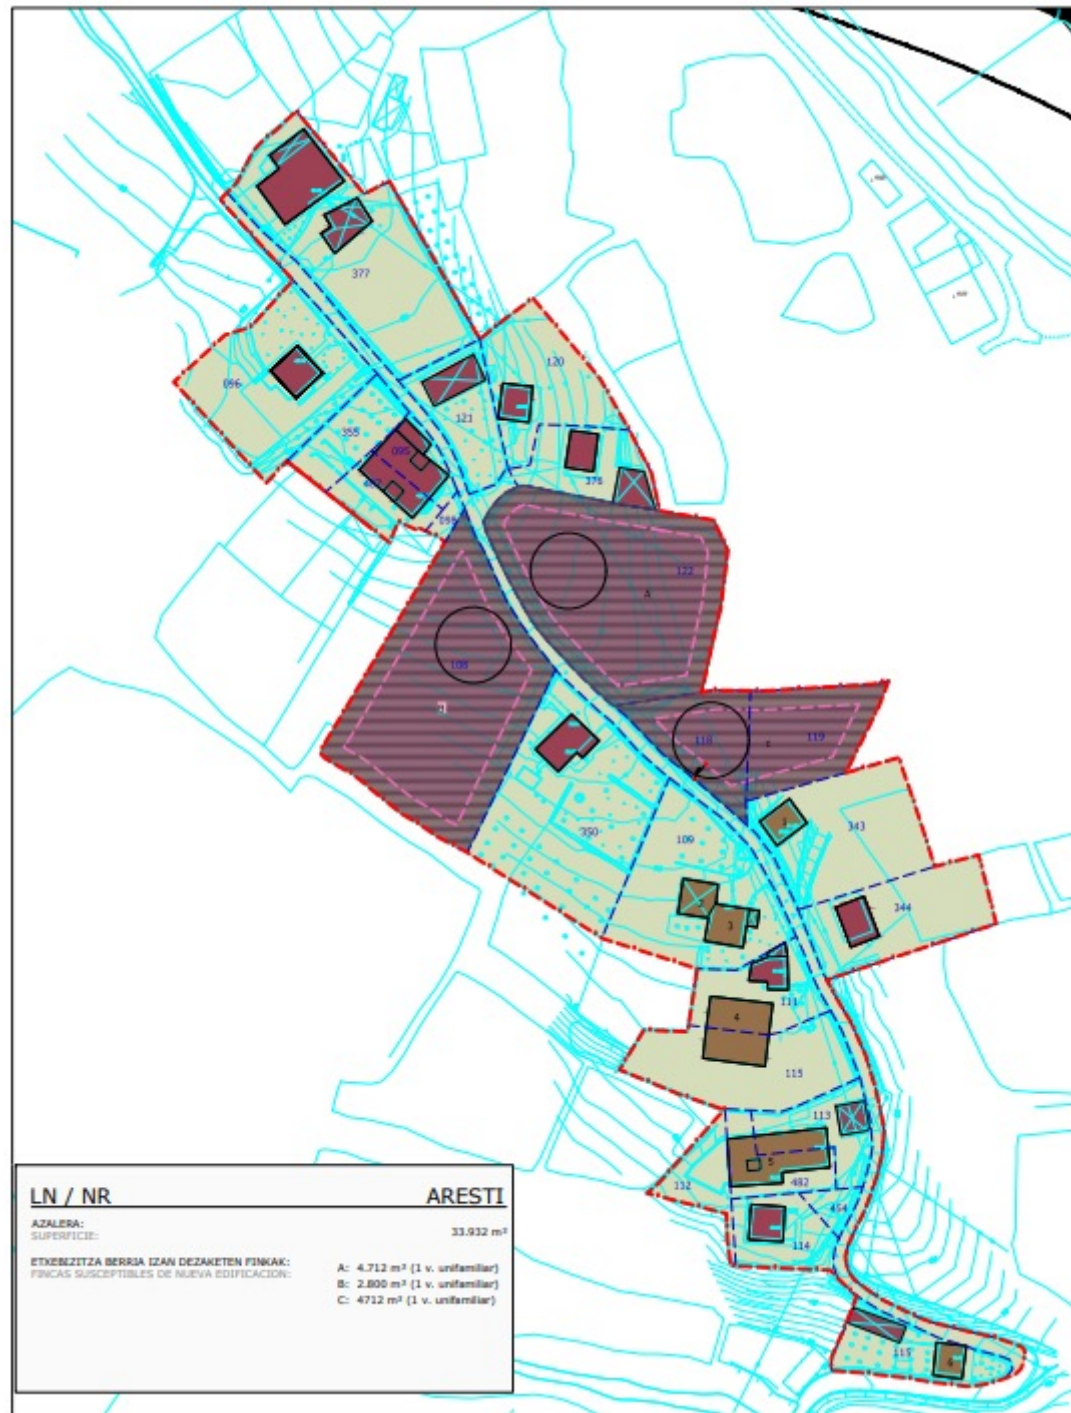 377
096
120
121
355
095
376
122
A
108
118
119
c
350
109
1
343
344
3
111
4
115
113
5
112
482
454
114
115
6
LN / NR ARESTI
AZALERA:
SUPERFICIE: 33.932 m²
ETXEBIZITZA BERRIA IZAN DEZAKETEN FINKAK:
FINCAS SUSCEPTIBLES DE NUEVA EDIFICACION:
A: 4.712 m² (1 v. unifamiliar)
B: 2.800 m² (1 v. unifamiliar)
C: 4712 m² (1 v. unifamiliar)